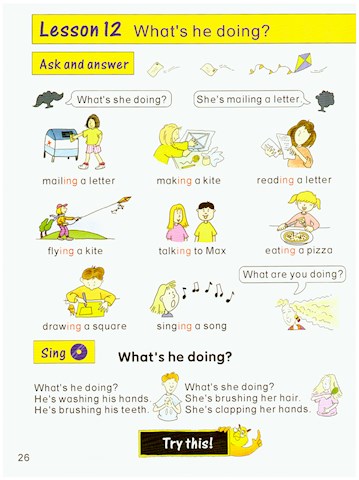 Lesson 12 What's he doing?
Ask and answer
What's she doing?
She's mailing a letter.
mailing a letter
making a kite
reading a letter
flying a kite
talking to Max
eating a pizza
What are you doing?
drawing a square
singing a song
Sing
What's he doing?
What's he doing?
He's washing his hands.
He's brushing his teeth.
What's she doing?
She's brushing her hair.
She's clapping her hands.
Try this!
26